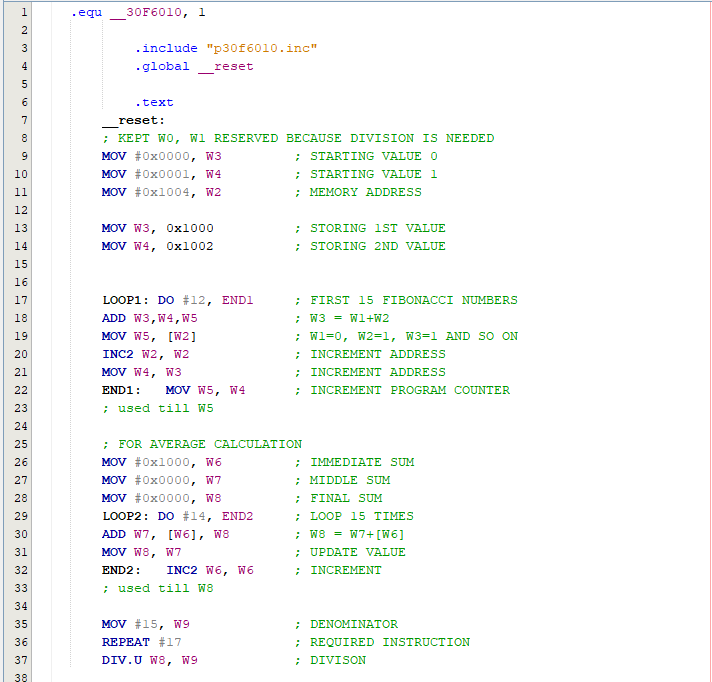 1 .equ __30F6010, 1
2
3 .include "p30f6010.inc"
4 .global __reset
5
6 .text
7 __reset:
8 ; KEPT W0, W1 RESERVED BECAUSE DIVISION IS NEEDED
9 MOV #0x0000, W3 ; STARTING VALUE 0
10 MOV #0x0001, W4 ; STARTING VALUE 1
11 MOV #0x1004, W2 ; MEMORY ADDRESS
12
13 MOV W3, 0x1000 ; STORING 1ST VALUE
14 MOV W4, 0x1002 ; STORING 2ND VALUE
15
16
17 LOOP1: DO #12, END1 ; FIRST 15 FIBONACCI NUMBERS
18 ADD W3,W4,W5 ; W3 = W1+W2
19 MOV W5, [W2] ; W1=0, W2=1, W3=1 AND SO ON
20 INC2 W2, W2 ; INCREMENT ADDRESS
21 MOV W4, W3 ; INCREMENT ADDRESS
22 END1: MOV W5, W4 ; INCREMENT PROGRAM COUNTER
23 ; used till W5
24
25 ; FOR AVERAGE CALCULATION
26 MOV #0x1000, W6 ; IMMEDIATE SUM
27 MOV #0x0000, W7 ; MIDDLE SUM
28 MOV #0x0000, W8 ; FINAL SUM
29 LOOP2: DO #14, END2 ; LOOP 15 TIMES
30 ADD W7, [W6], W8 ; W8 = W7+[W6]
31 MOV W8, W7 ; UPDATE VALUE
32 END2: INC2 W6, W6 ; INCREMENT
33 ; used till W8
34
35 MOV #15, W9 ; DENOMINATOR
36 REPEAT #17 ; REQUIRED INSTRUCTION
37 DIV.U W8, W9 ; DIVISON
38